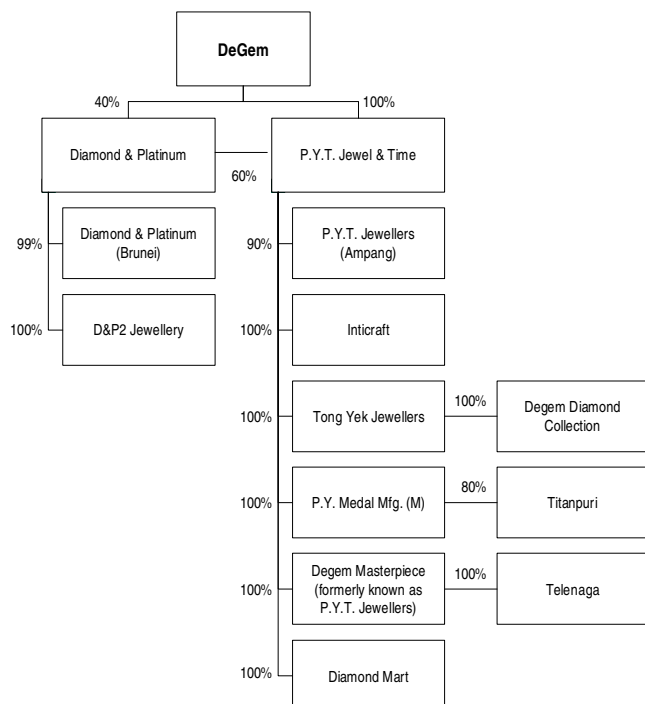 DeGem
40%
100%
Diamond & Platinum
P.Y.T. Jewel & Time
60%
99%
Diamond & Platinum
(Brunei)
90%
P.Y.T. Jewellers
(Ampang)
100%
D&P2 Jewellery
100%
Inticraft
100%
Tong Yek Jewellers
100%
Degem Diamond
Collection
100%
P.Y. Medal Mfg. (M)
80%
Titanpuri
100%
Degem Masterpiece
(formerly known as
P.Y.T. Jewellers)
100%
Telenaga
100%
Diamond Mart